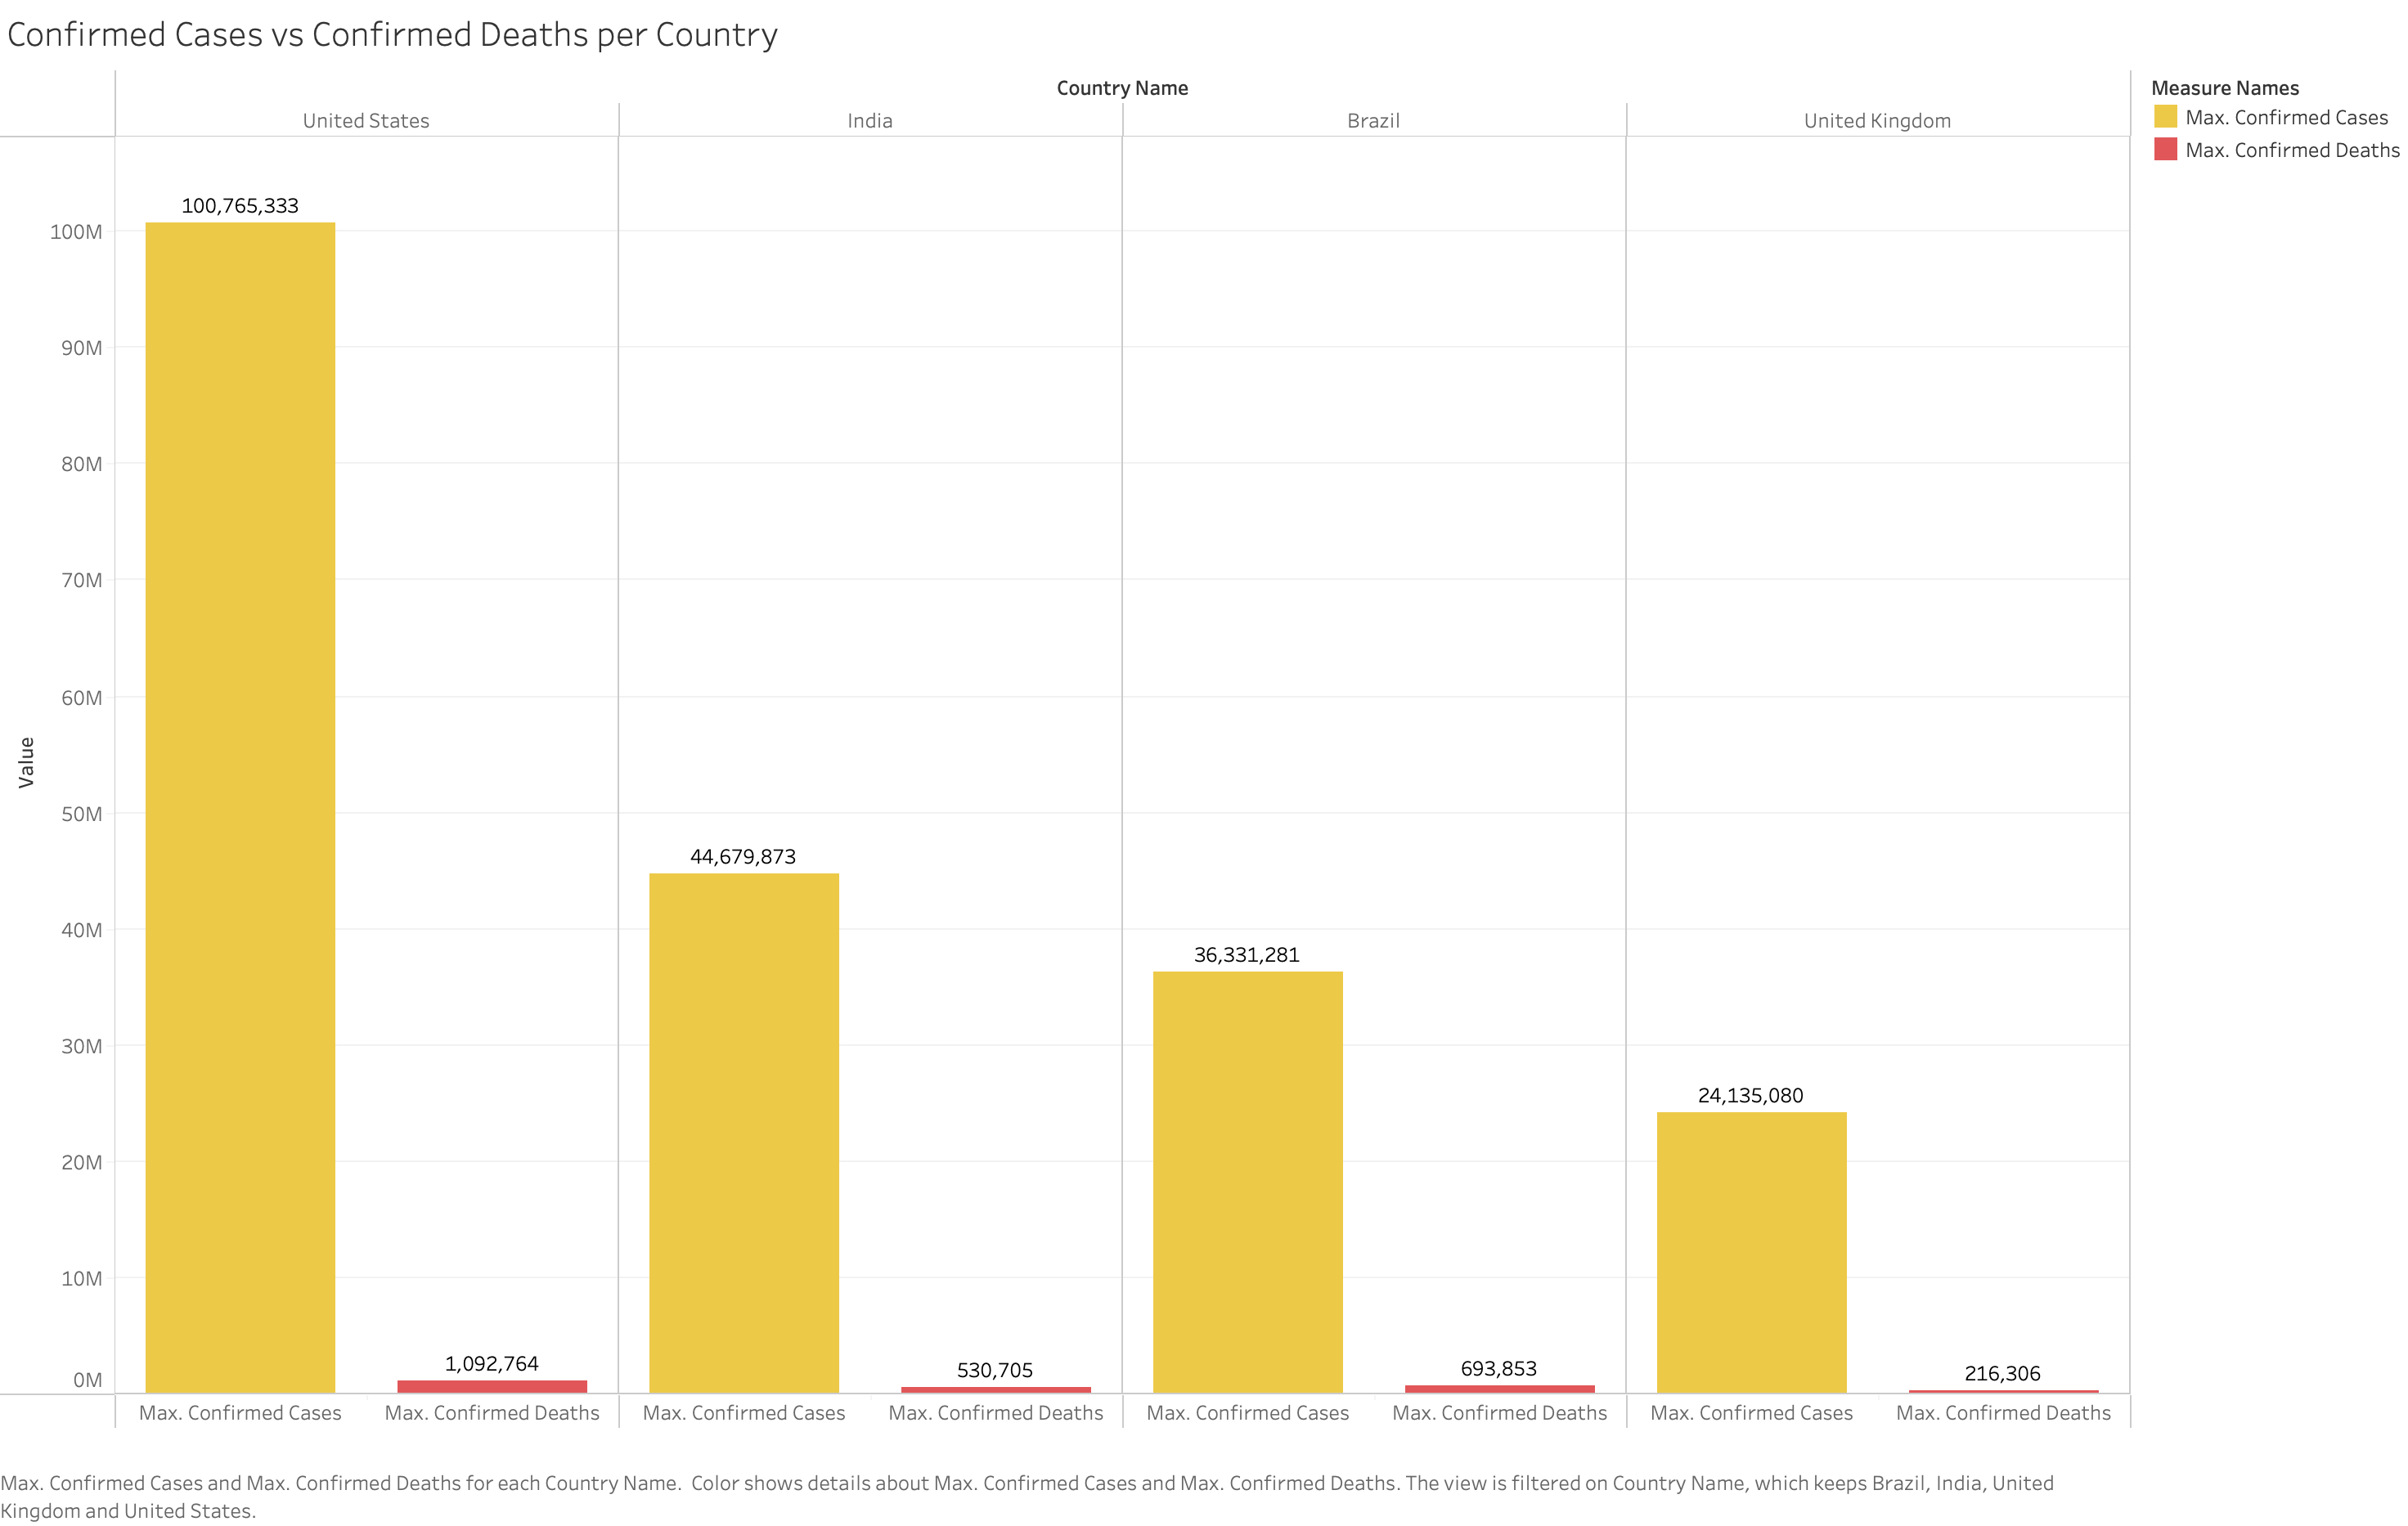 Confirmed Cases vs Confirmed Deaths per Country
Country Name
United States
India
Brazil
United Kingdom
Measure Names
Max. Confirmed Cases
Max. Confirmed Deaths
Value
100M
90M
80M
70M
60M
50M
40M
30M
20M
10M
0M
100,765,333
1,092,764
44,679,873
530,705
36,331,281
693,853
24,135,080
216,306
Max. Confirmed Cases
Max. Confirmed Deaths
Max. Confirmed Cases
Max. Confirmed Deaths
Max. Confirmed Cases
Max. Confirmed Deaths
Max. Confirmed Cases
Max. Confirmed Deaths
Max. Confirmed Cases and Max. Confirmed Deaths for each Country Name.  Color shows details about Max. Confirmed Cases and Max. Confirmed Deaths. The view is filtered on Country Name, which keeps Brazil, India, United
Kingdom and United States.